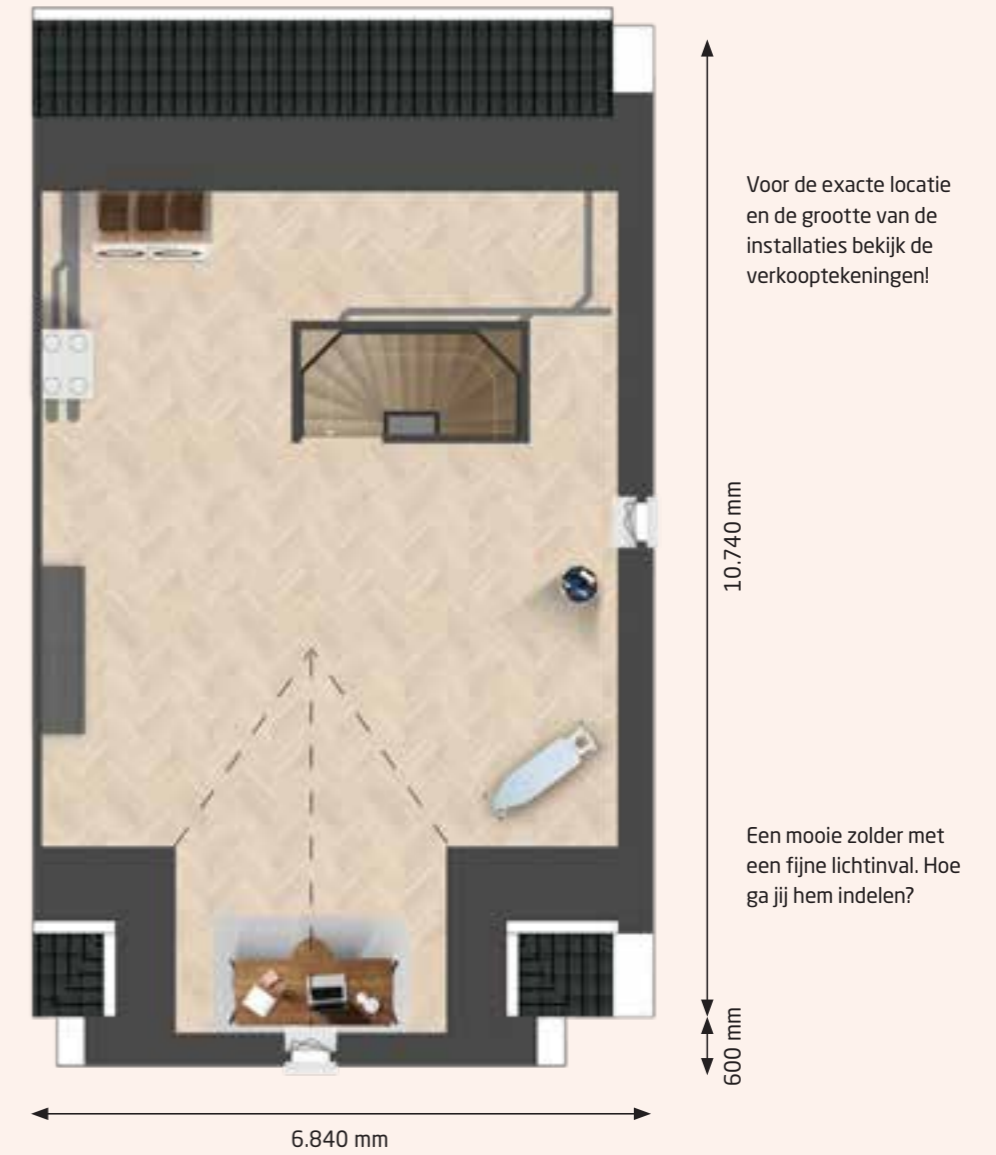 Voor de exacte locatie
en de grootte van de
installaties bekijk de
verkooptekeningen!
10.740 mm
Een mooie zolder met
een fijne lichtinval. Hoe
ga jij hem indelen?
600 mm
6.840 mm